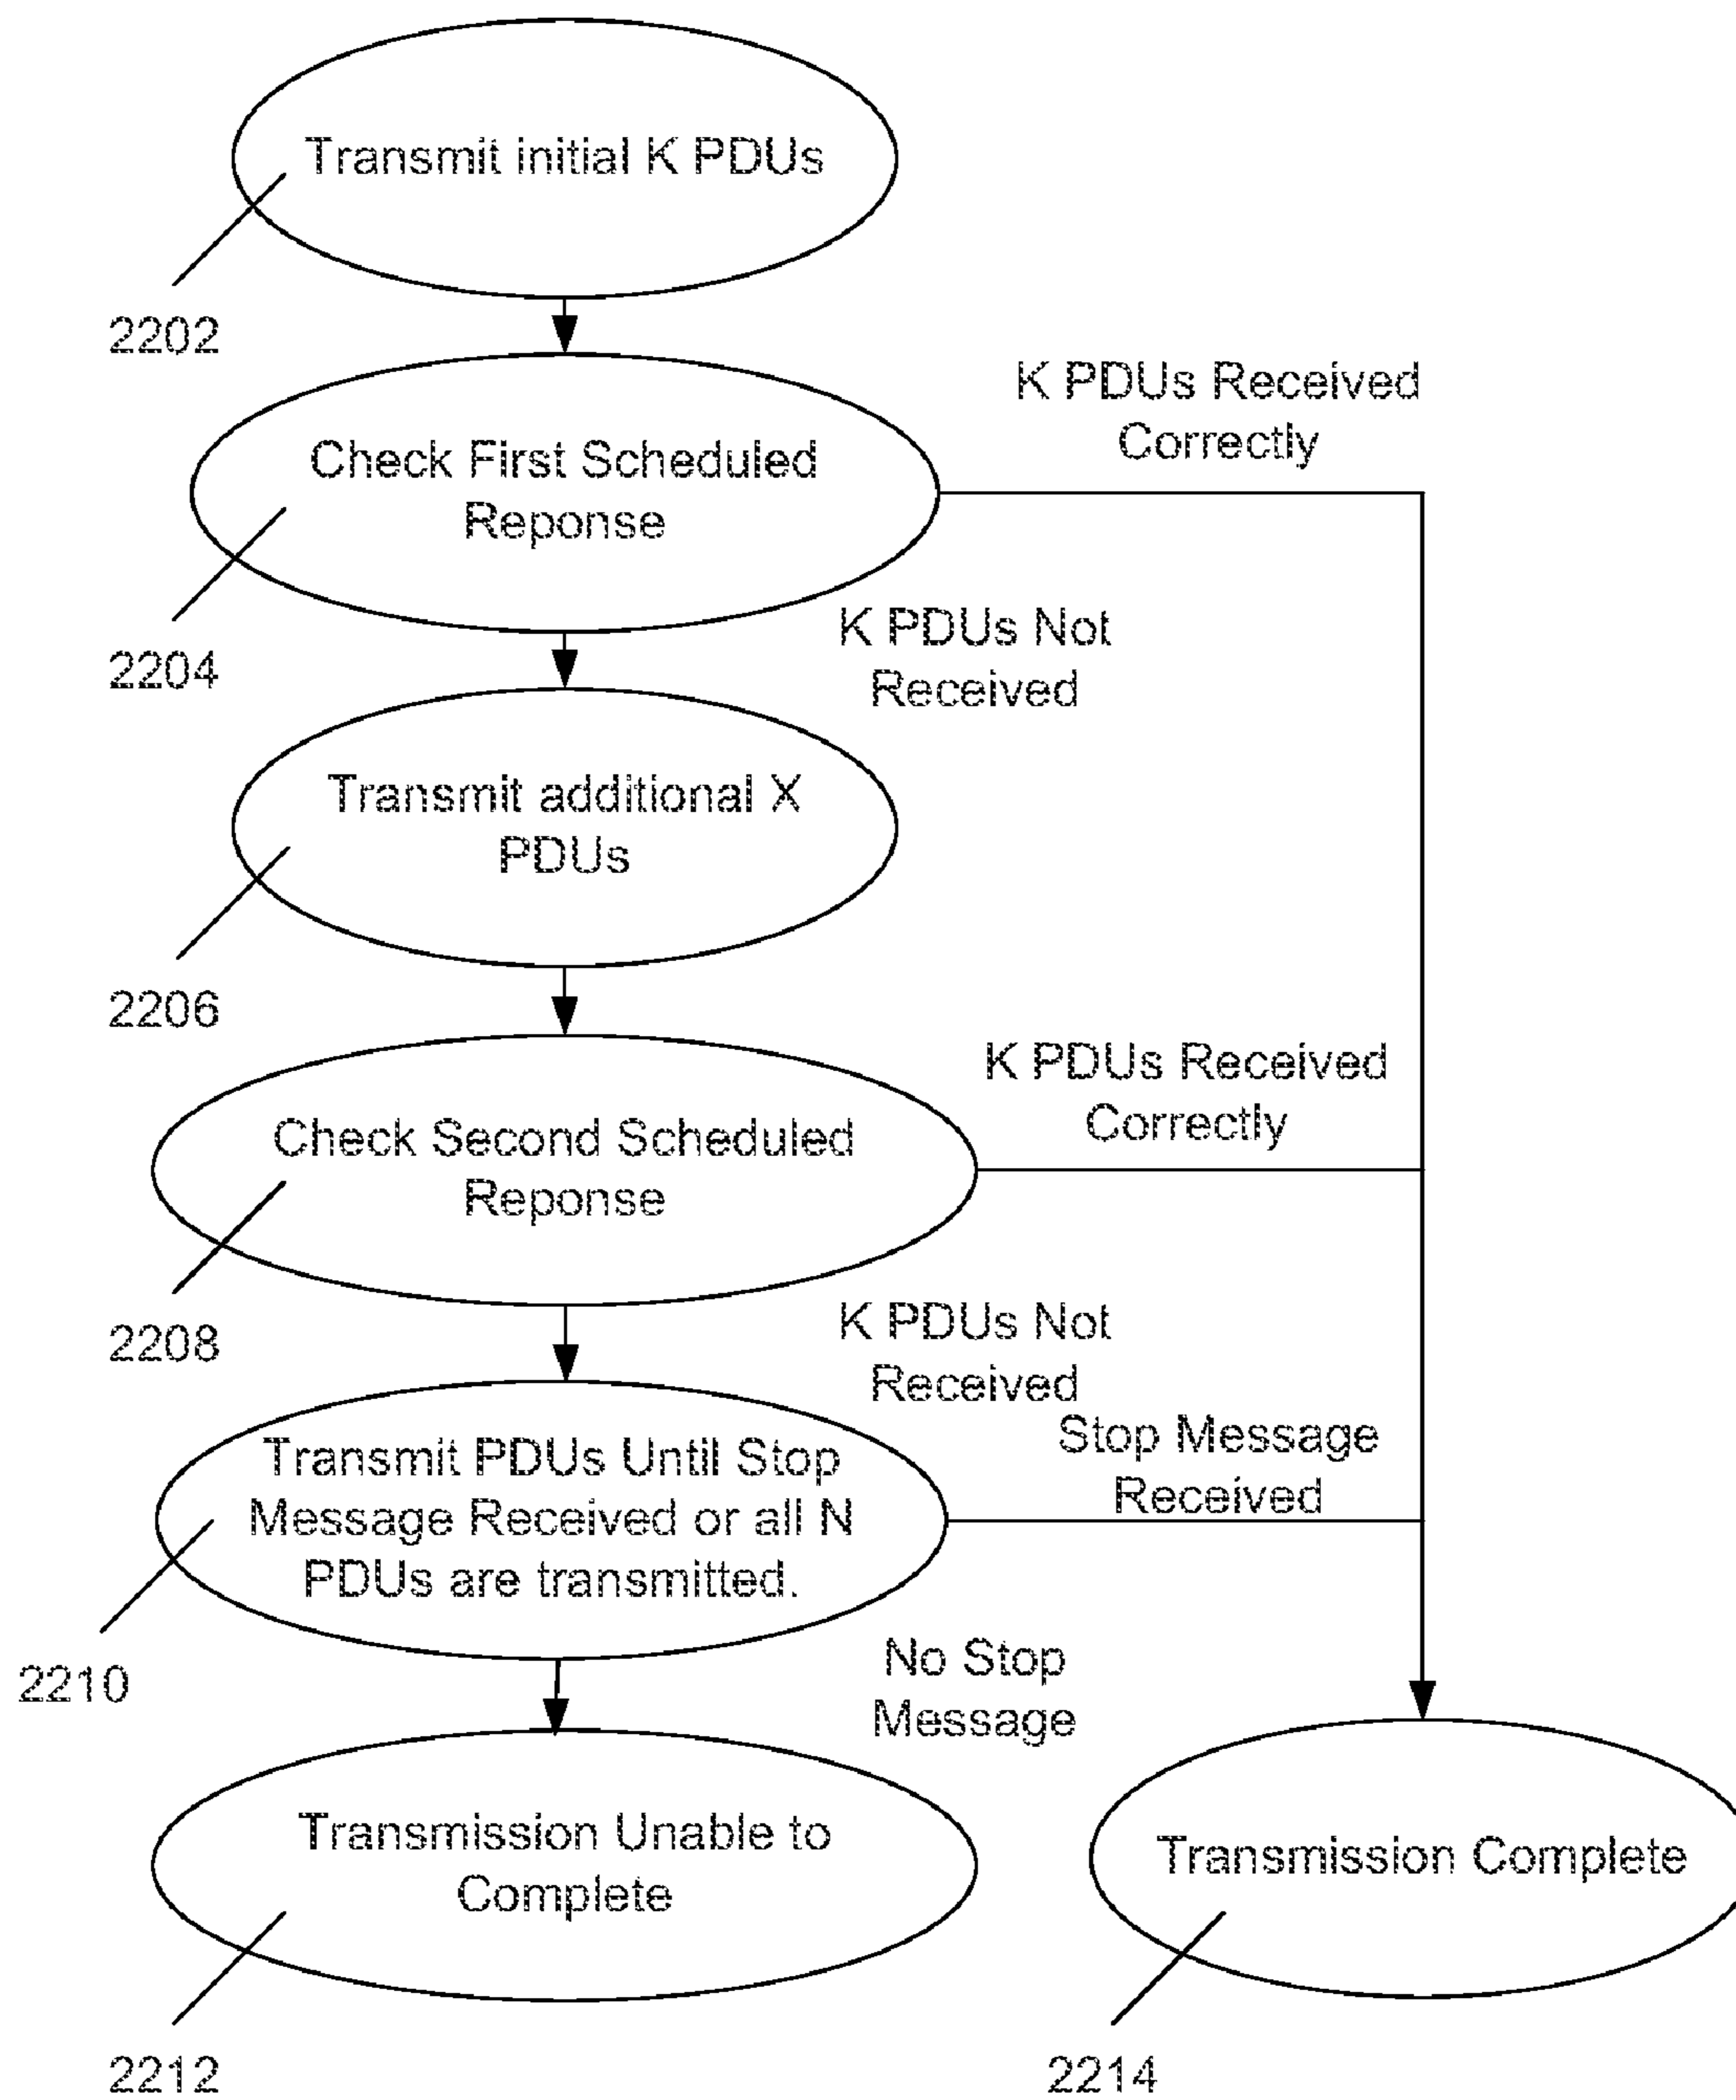 Transmit initial K PDUs
2202
K PDUs Received
Correctly
Check First Scheduled
Reponse
2204
K PDUs Not
Received
Transmit additional X
PDUs
2206
K PDUs Received
Correctly
Check Second Scheduled
Reponse
2208
K PDUs Not
Received
Stop Message
Received
Transmit PDUs Until Stop
Message Received or all N
PDUs are transmitted.
2210
No Stop
Message
Transmission Unable to
Complete
2212
Transmission Complete
2214